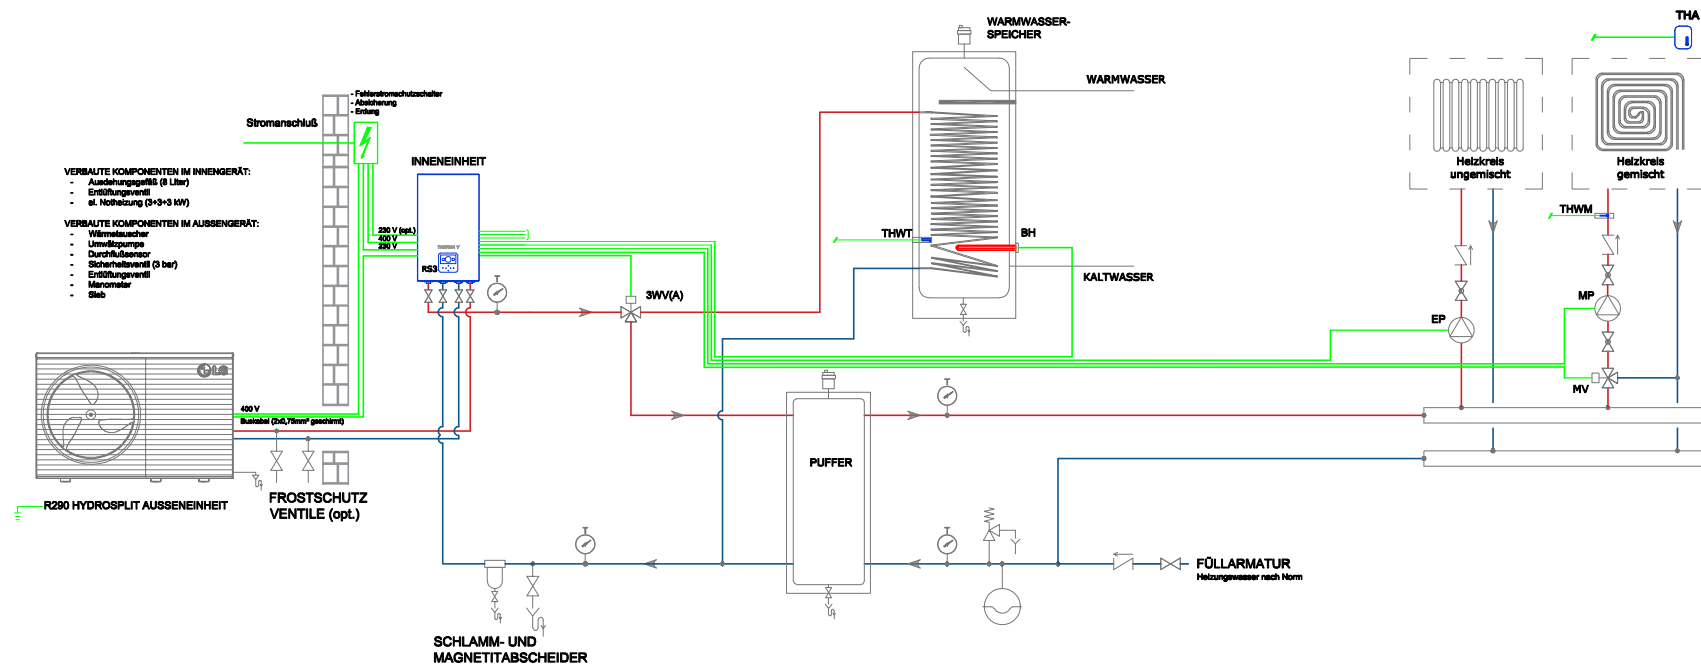 WARMWASSER-
SPEICHER
THA
WARMWASSER
- Fehlerstromschutzschalter
- Absicherung
- Erdung
Stromanschluß
INNENEINHEIT
Heizkreis
ungemischt
Heizkreis
gemischt
VERBAUTE KOMPONENTEN IM INNENGERÄT:
- Ausdehungsgefäß (8 Liter)
- Entlüftungsventil
- el. Notheizung (3+3+3 kW)
VERBAUTE KOMPONENTEN IM AUSSENGERÄT:
- Wärmetauscher
- Umwälzpumpe
- Durchflußsensor
- Sicherheitsventil (3 bar)
- Entlüftungsventil
- Manometer
- Sieb
230 V (opt.)
400 V
230 V
THERMA V
RS3
THWT
BH
KALTWASSER
THWM
T
3WV(A)
MP
EP
MV
LG
400 V
Buskabel (2x0,75mm² geschirmt)
T
PUFFER
R290 HYDROSPLIT AUSSENEINHEIT
FROSTSCHUTZ
VENTILE (opt.)
T
T
FÜLLARMATUR
Heizungswasser nach Norm
SCHLAMM- UND
MAGNETITABSCHEIDER